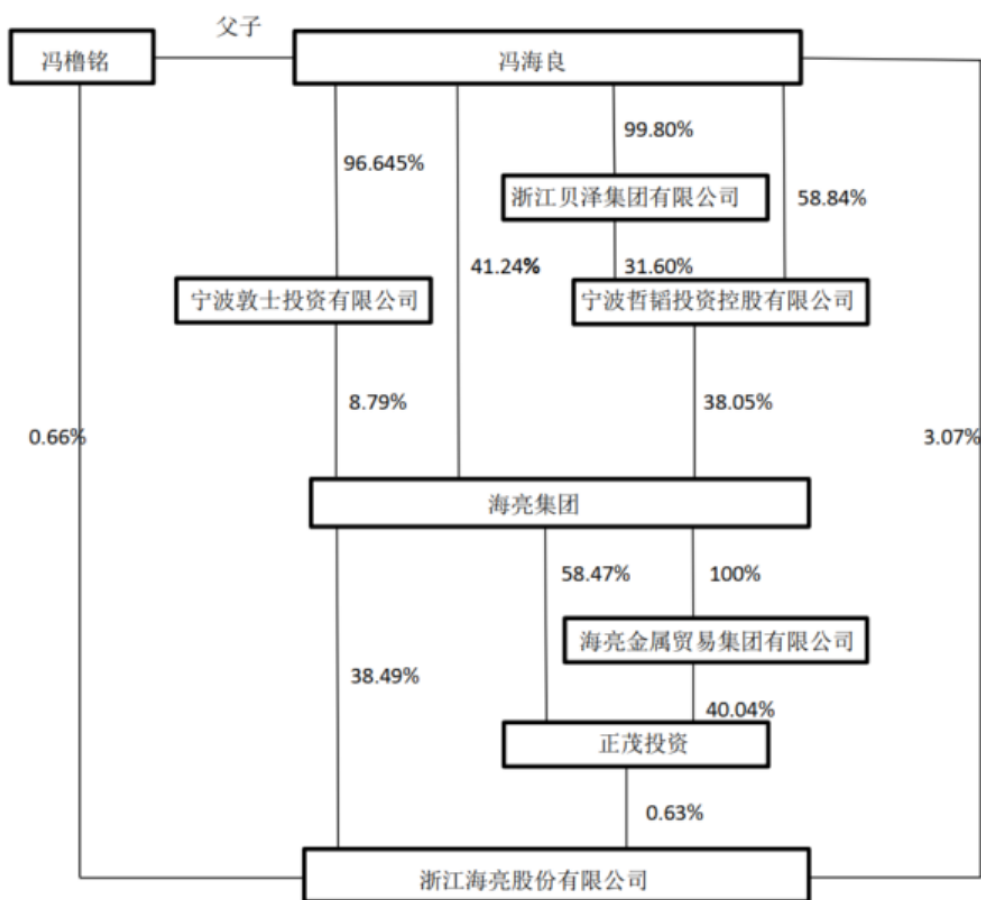 父子
冯橹铭
冯海良
99.80%
96.645%
浙江贝泽集团有限公司
58.84%
41.24%
31.60%
宁波敦士投资有限公司
宁波哲韬投资控股有限公司
8.79%
38.05%
0.66%
3.07%
海亮集团
58.47%
100%
海亮金属贸易集团有限公司
38.49%
40.04%
正茂投资
0.63%
浙江海亮股份有限公司